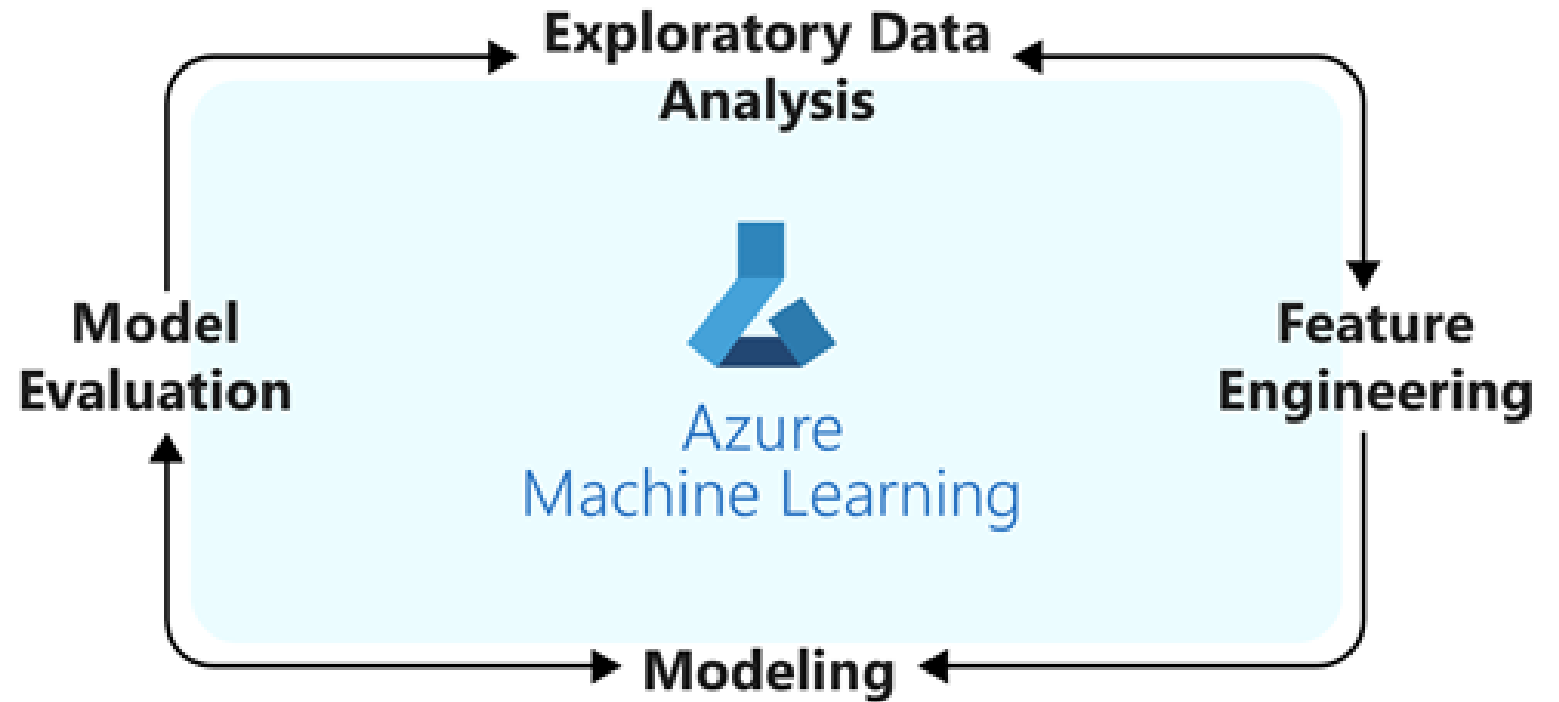 Exploratory Data
Analysis
Model
Evaluation
Feature
Engineering
Azure
Machine Learning
Modeling